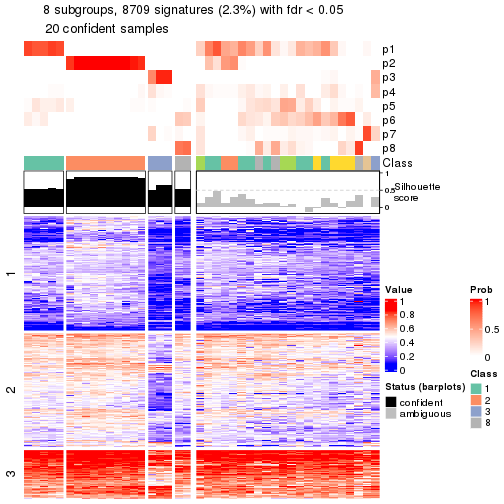 8 subgroups, 8709 signatures (2.3%) with fdr < 0.05
20 confident samples
p1
p2
p3
p4
p5
p6
p7
p8
Class
1
0.5
0
Silhouette
score
1
2
3
Value
1
0.8
0.6
0.4
0.2
0
Status (barplots)
confident
ambiguous
Prob
1
0.5
0
Class
1
2
3
8